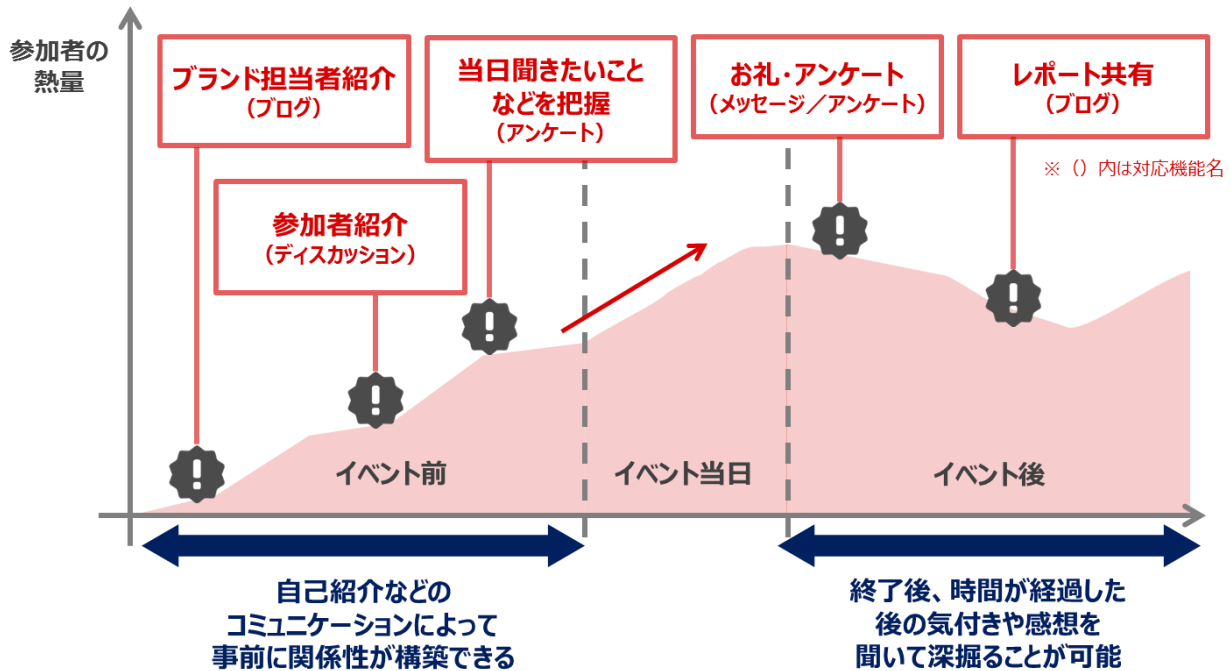 参加者の
熱量
ブランド担当者紹介
（ブログ）
参加者紹介
（ディスカッション）
当日聞きたいこと
などを把握
（アンケート）
お礼・アンケート
（メッセージ／アンケート）
レポート共有
（ブログ）
※（）内は対応機能名
イベント前
イベント当日
イベント後
自己紹介などの
コミュニケーションによって
事前に関係性が構築できる
終了後、時間が経過した
後の気付きや感想を
聞いて深掘ることが可能